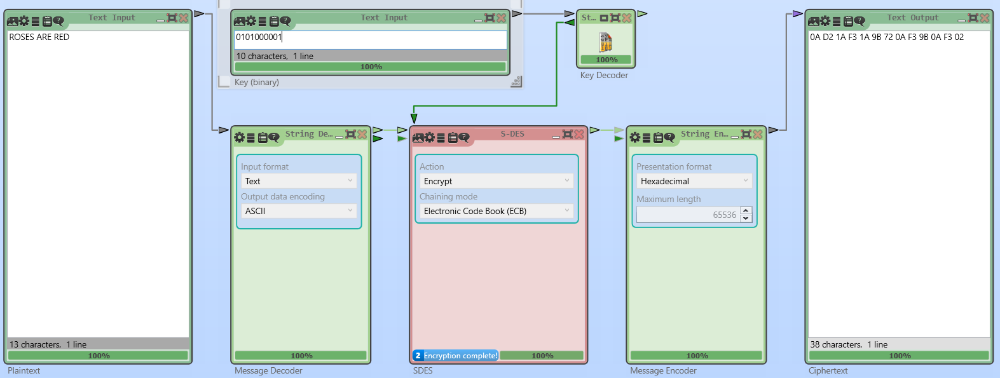 Text Input
ROSES ARE RED
13 characters, 1 line
100%
Plaintext
Text Input
0101000001
10 characters, 1 line
100%
Key (binary)
St...
100%
Key Decoder
String De...
Input format
Text
Output data encoding
ASCII
100%
Message Decoder
S-DES
Action
Encrypt
Chaining mode
Electronic Code Book (ECB)
2 Encryption complete!
100%
SDES
String En...
Presentation format
Hexadecimal
Maximum length
65536
100%
Message Encoder
Text Output
0A D2 1A F3 1A 9B 72 0A F3 9B 0A F3 02
38 characters, 1 line
100%
Ciphertext